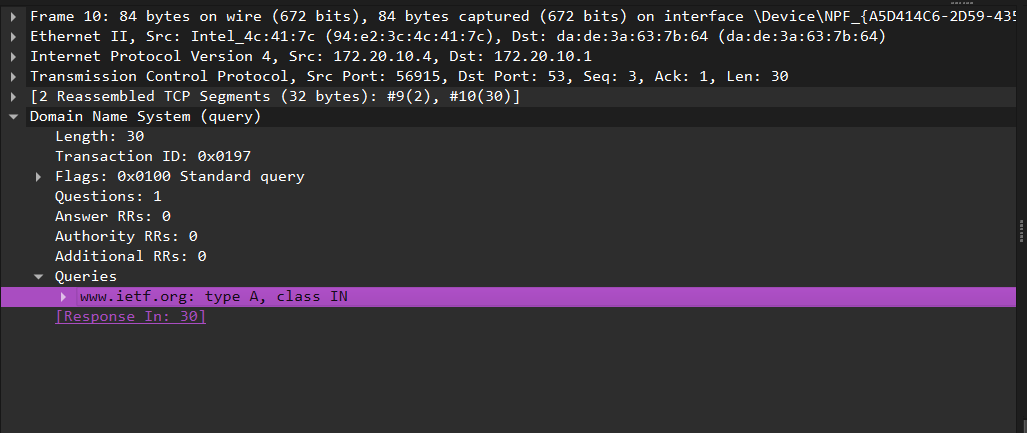 Frame 10: 84 bytes on wire (672 bits), 84 bytes captured (672 bits) on interface \Device\NPF_{A5D414C6-2D59-435
Ethernet II, Src: Intel_4c:41:7c (94:e2:3c:4c:41:7c), Dst: da:de:3a:63:7b:64 (da:de:3a:63:7b:64)
Internet Protocol Version 4, Src: 172.20.10.4, Dst: 172.20.10.1
Transmission Control Protocol, Src Port: 56915, Dst Port: 53, Seq: 3, Ack: 1, Len: 30
[2 Reassembled TCP Segments (32 bytes): #9(2), #10(30)]
Domain Name System (query)
Length: 30
Transaction ID: 0x0197
Flags: 0x0100 Standard query
Questions: 1
Answer RRs: 0
Authority RRs: 0
Additional RRs: 0
Queries
www.ietf.org: type A, class IN
[Response In: 30]